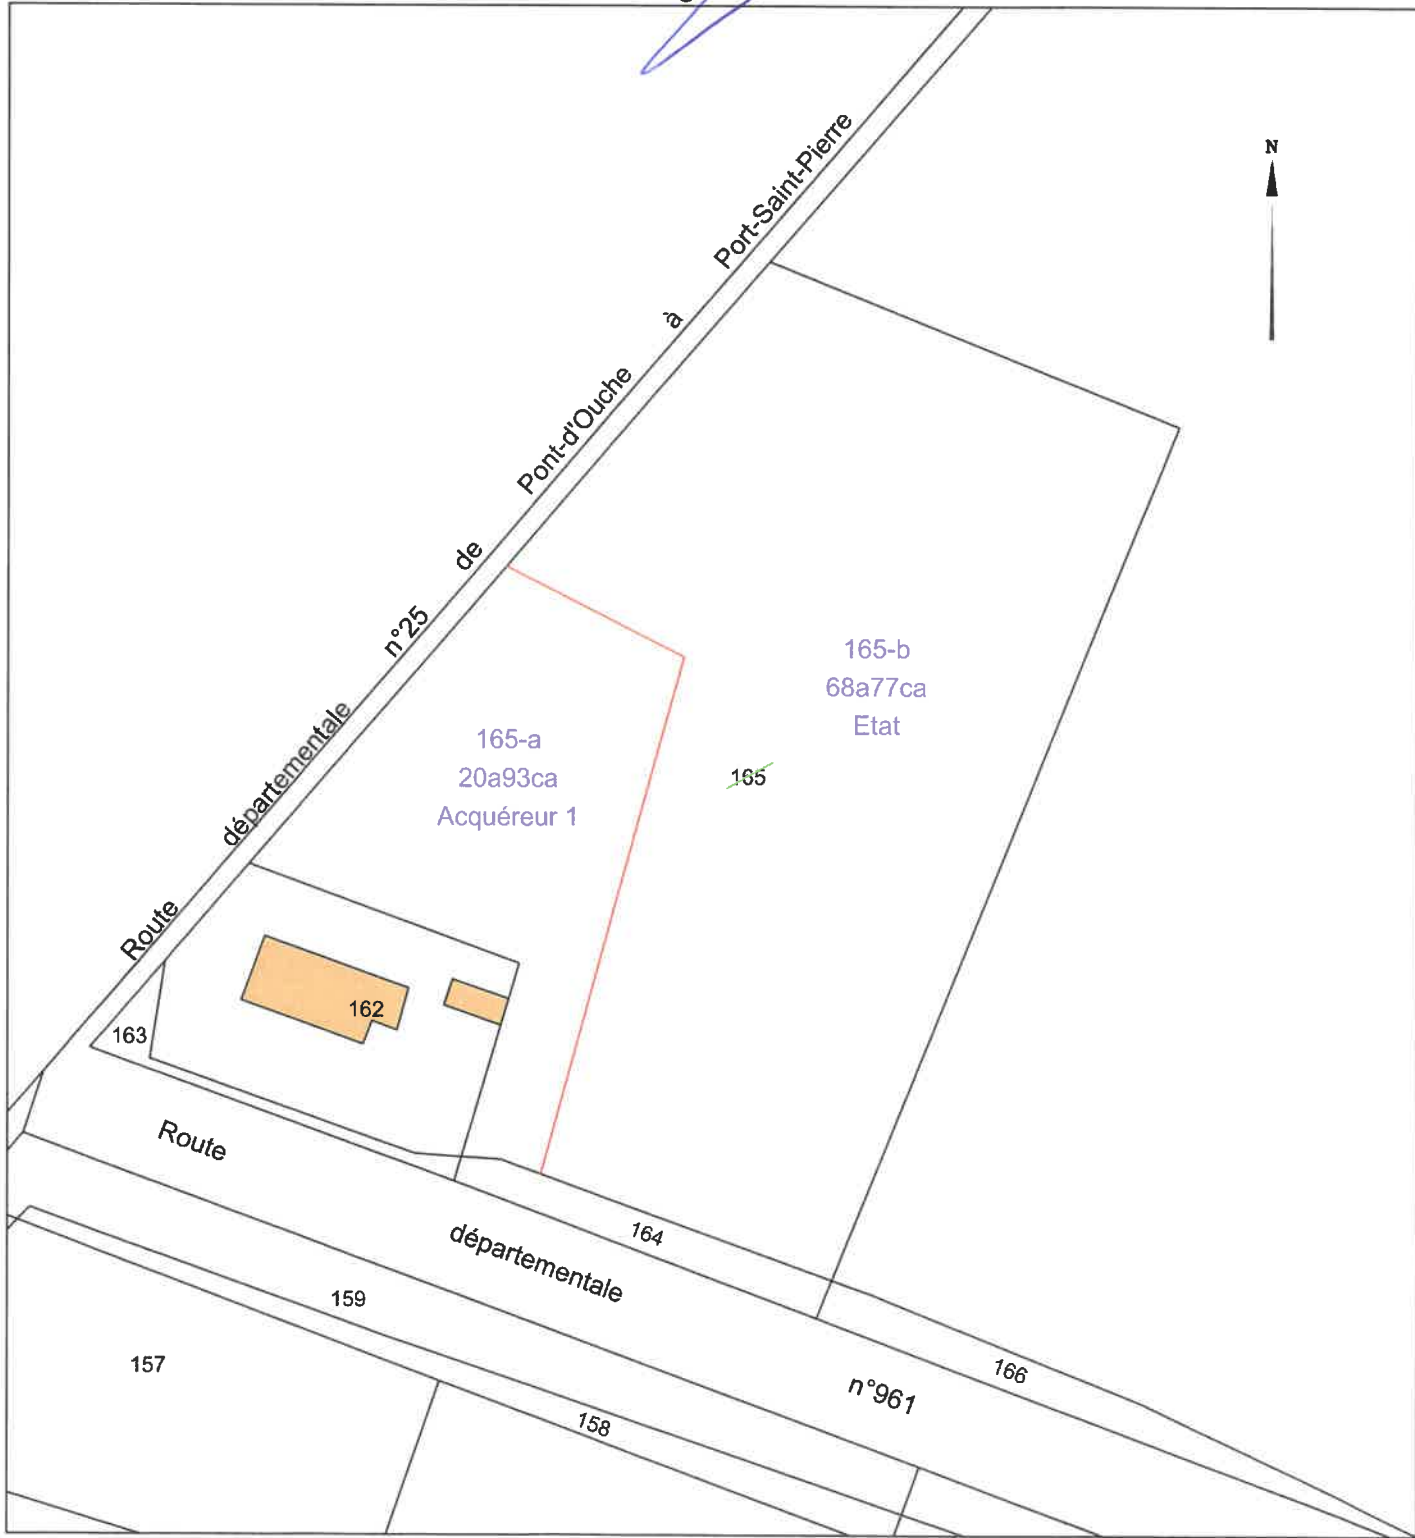 N
Route départementale n°25 de Pont-d'Ouche à Port-Saint-Pierre
165-b
68a77ca
Etat
165-a
20a93ca
Acquéreur 1
165
162
163
Route départementale n°961
164
159
157
166
158